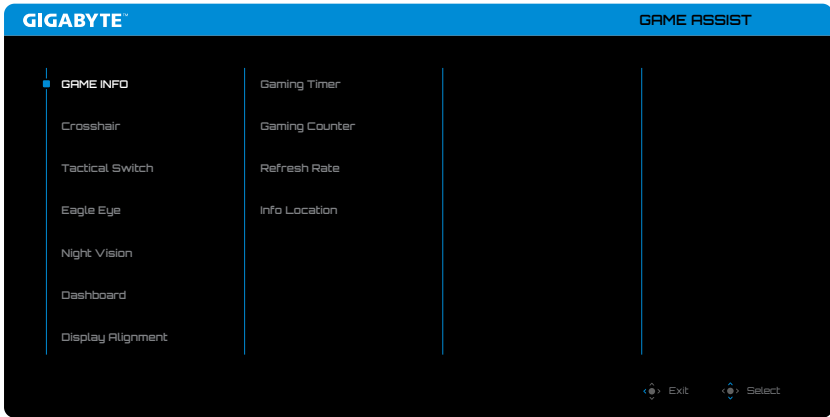 GIGABYTE™
GAME ASSIST
GAME INFO
Crosshair
Tactical Switch
Eagle Eye
Night Vision
Dashboard
Display Alignment
Gaming Timer
Gaming Counter
Refresh Rate
Info Location
Exit
Select